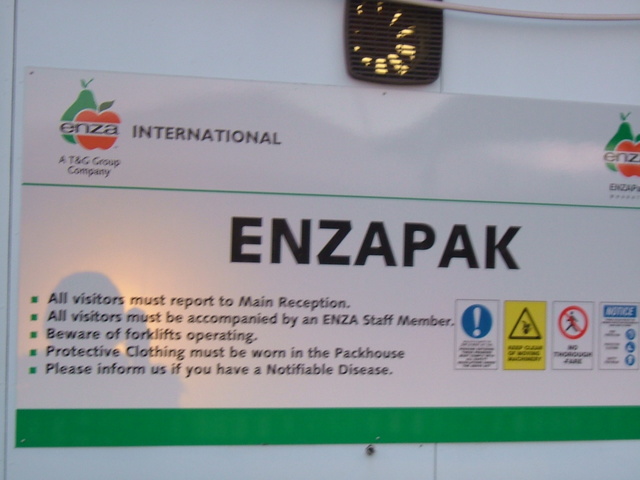 enza INTERNATIONAL
A T&G Group
Company
ENZAPAK
All visitors must report to Main Reception.
All visitors must be accompanied by an ENZA Staff Member.
Beware of forklifts operating.
Protective Clothing must be worn in the Packhouse
Please inform us if you have a Notifiable Disease.
KEEP CLEAR
OF MOVING
MACHINERY
NO
THOROUGH
-FARE
NOTICE